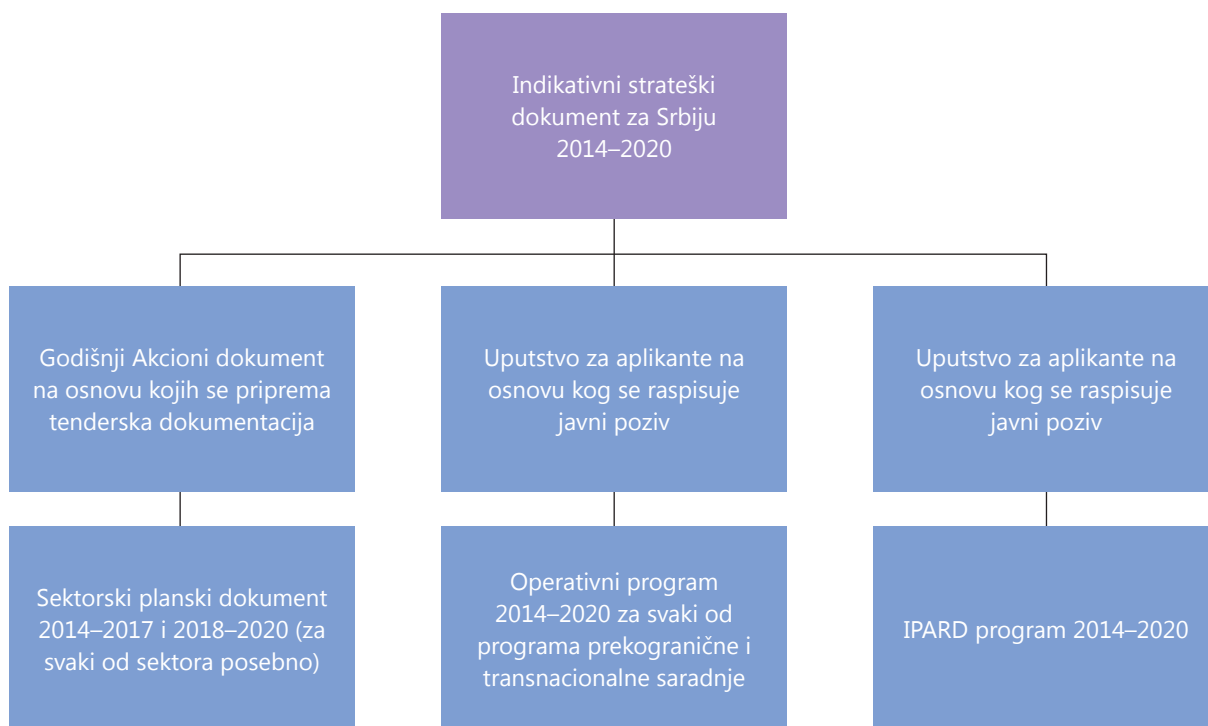 Indikativni strateški
dokument za Srbiju
2014–2020
Godišnji Akcioni dokument
na osnovu kojih se priprema
tenderska dokumentacija
Uputstvo za aplikante na
osnovu kog se raspisuje
javni poziv
Uputstvo za aplikante na
osnovu kog se raspisuje
javni poziv
Sektorski planski dokument
2014–2017 i 2018–2020 (za
svaki od sektora posebno)
Operativni program
2014–2020 za svaki od
programa prekogranične i
transnacionalne saradnje
IPARD program 2014–2020